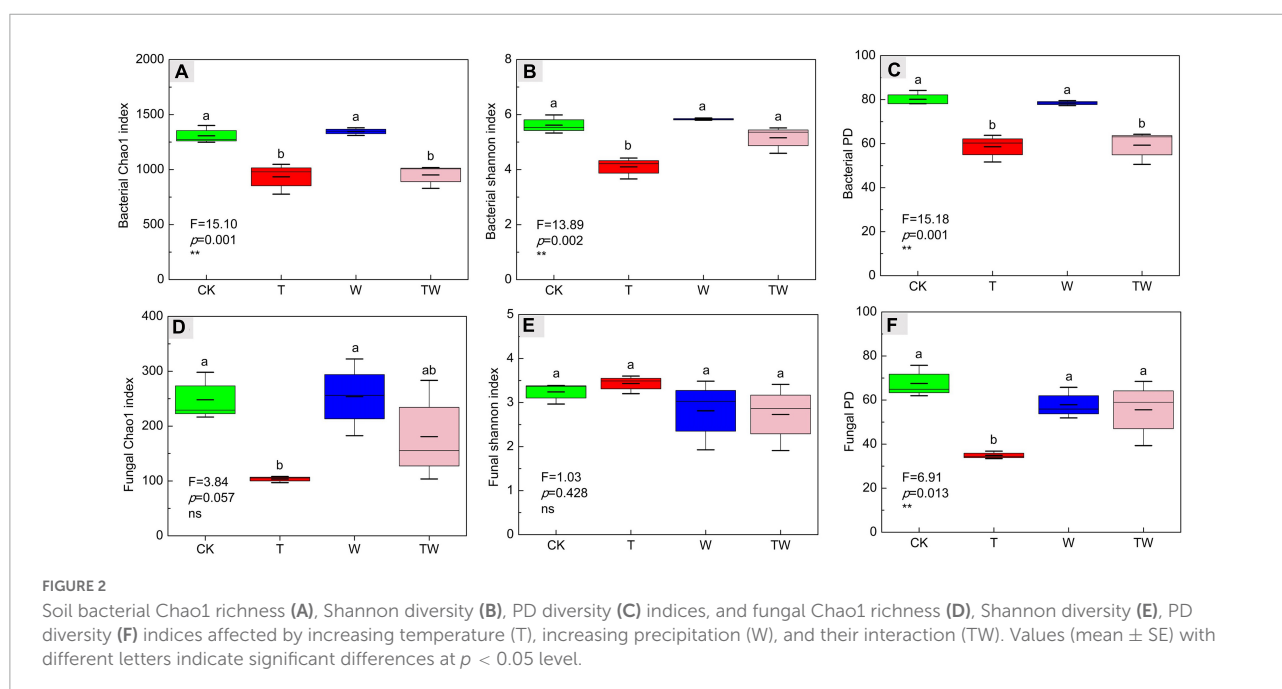 A
Bacterial Chao1 index
2000
1500
1000
500
0
a
b
a
b
F=15.10
p=0.001
**
CK
T
W
TW
B
Bacterial shannon index
8
6
4
2
0
a
b
a
a
F=13.89
p=0.002
**
CK
T
W
TW
C
Bacterial PD
100
80
60
40
20
0
a
b
a
b
F=15.18
p=0.001
**
CK
T
W
TW
D
Fungal Chao1 index
400
300
200
100
0
a
b
a
ab
F=3.84
p=0.057
ns
CK
T
W
TW
E
Funal shannon index
5
4
3
2
1
0
a
a
a
a
F=1.03
p=0.428
ns
CK
T
W
TW
F
Fungal PD
100
80
60
40
20
0
a
b
a
a
F=6.91
p=0.013
**
CK
T
W
TW
FIGURE 2
Soil bacterial Chao1 richness (A), Shannon diversity (B), PD diversity (C) indices, and fungal Chao1 richness (D), Shannon diversity (E), PD
diversity (F) indices affected by increasing temperature (T), increasing precipitation (W), and their interaction (TW). Values (mean ± SE) with
different letters indicate significant differences at p < 0.05 level.